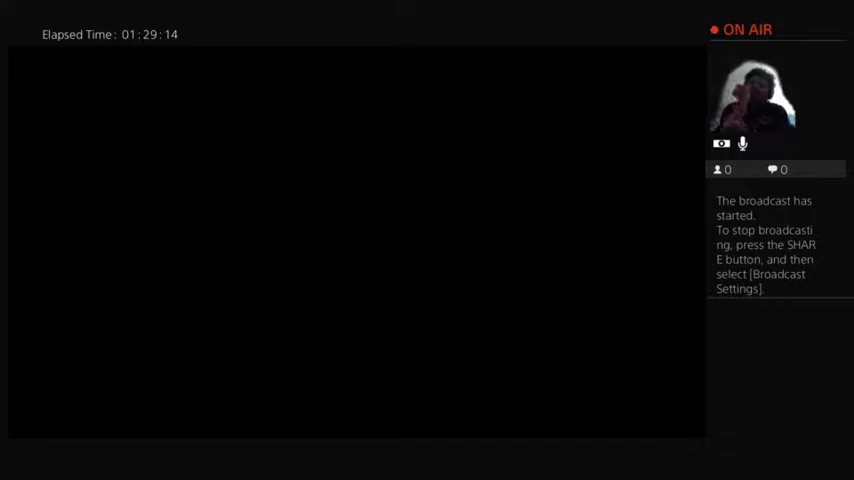 Elapsed Time: 01:29:14
ON AIR
0 0
The broadcast has
started.
To stop broadcasti
ng, press the SHAR
E button, and then
select [Broadcast
Settings].